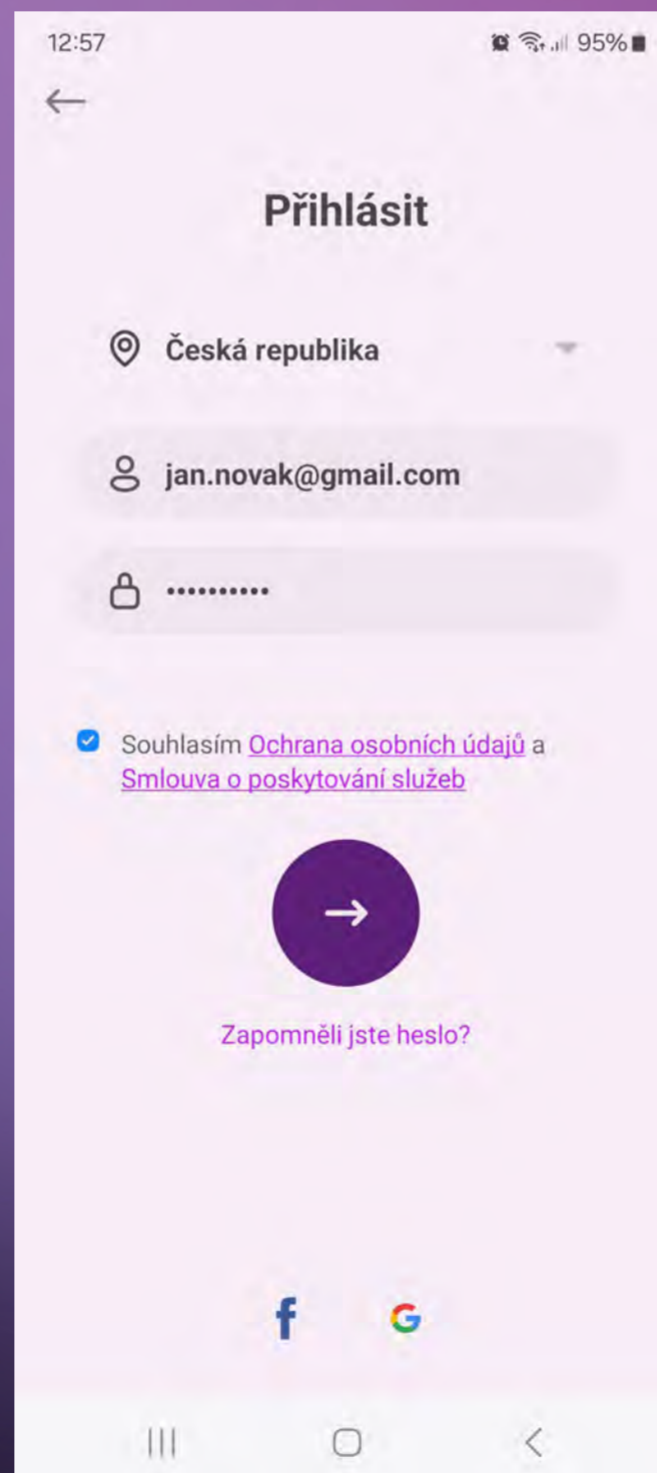 12:57
95%
Přihlásit
Česká republika
jan.novak@gmail.com
••••••••••
Souhlasím Ochrana osobních údajů a
Smlouva o poskytování služeb
Zapomněli jste heslo?